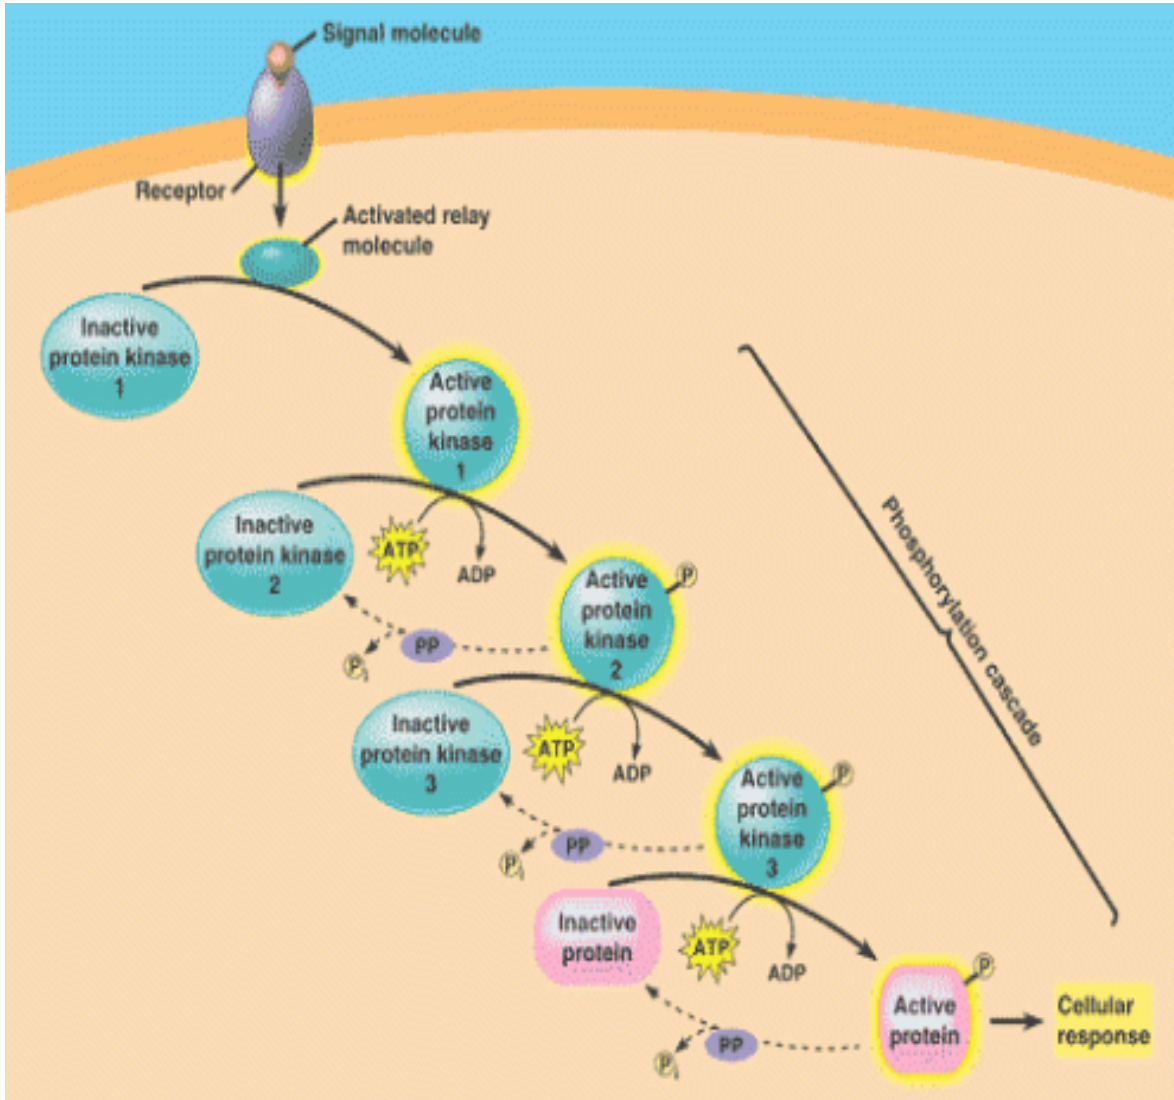 Signal molecule
Receptor
Activated relay
molecule
Inactive
protein kinase
1
Active
protein
kinase
1
Inactive
protein kinase
2
ATP
ADP
Active
protein
kinase
2
P
PP
Pi
Phosphorylation cascade
Inactive
protein kinase
3
ATP
ADP
Active
protein
kinase
3
P
PP
Pi
Inactive
protein
ATP
ADP
Active
protein
P
PP
Pi
Cellular
response